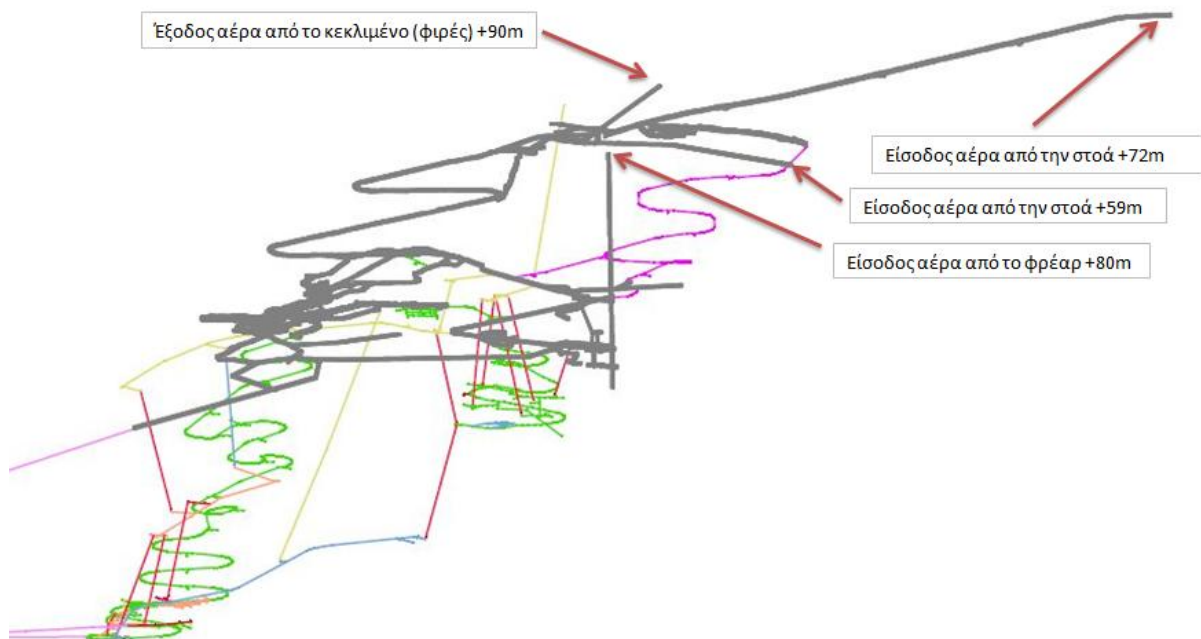 Έξοδος αέρα από το κεκλιμένο (φιρές) +90m
Είσοδος αέρα από την στοά +72m
Είσοδος αέρα από την στοά +59m
Είσοδος αέρα από το φρέαρ +80m